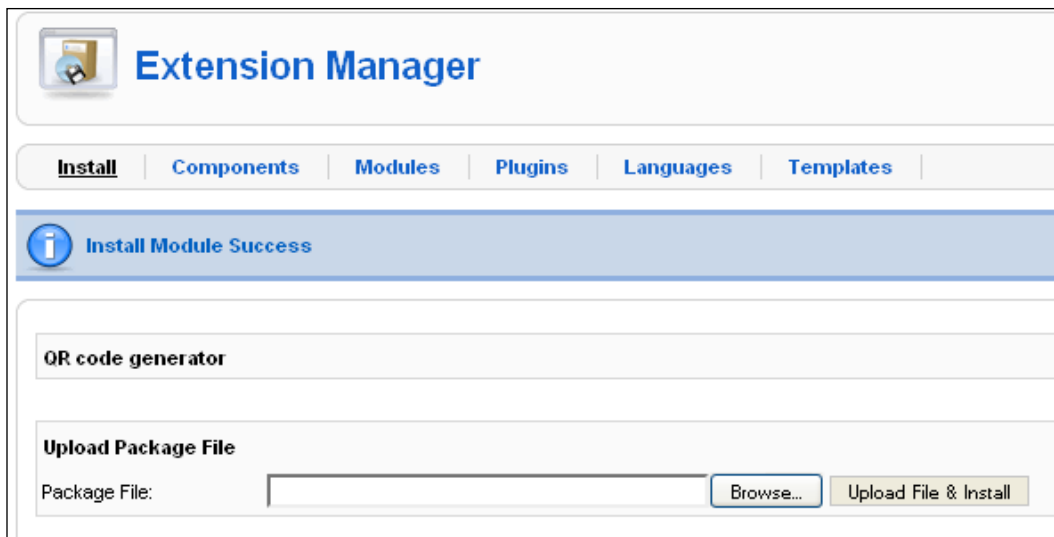 Extension Manager
Install Components Modules Plugins Languages Templates
Install Module Success
QR code generator
Upload Package File
Package File: Browse... Upload File & Install